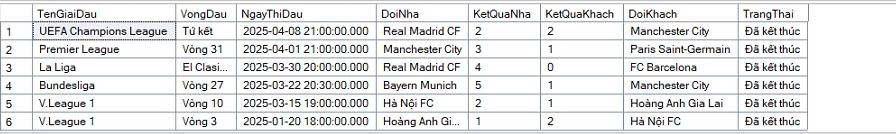 TenGiaiDau VongDau NgayThiDau DoiNha KetQuaNha KetQuaKhach DoiKhach TrangThai
1 UEFA Champions League Tứ kết 2025-04-08 21:00:00.000 Real Madrid CF 2 2 Manchester City Đã kết thúc
2 Premier League Vòng 31 2025-04-01 21:00:00.000 Manchester City 3 1 Paris Saint-Germain Đã kết thúc
3 La Liga El Clasi... 2025-03-30 20:00:00.000 Real Madrid CF 4 0 FC Barcelona Đã kết thúc
4 Bundesliga Vòng 27 2025-03-22 20:30:00.000 Bayern Munich 5 1 Manchester City Đã kết thúc
5 V.League 1 Vòng 10 2025-03-15 19:00:00.000 Hà Nội FC 2 1 Hoàng Anh Gia Lai Đã kết thúc
6 V.League 1 Vòng 3 2025-01-20 18:00:00.000 Hoàng Anh Gi... 1 2 Hà Nội FC Đã kết thúc